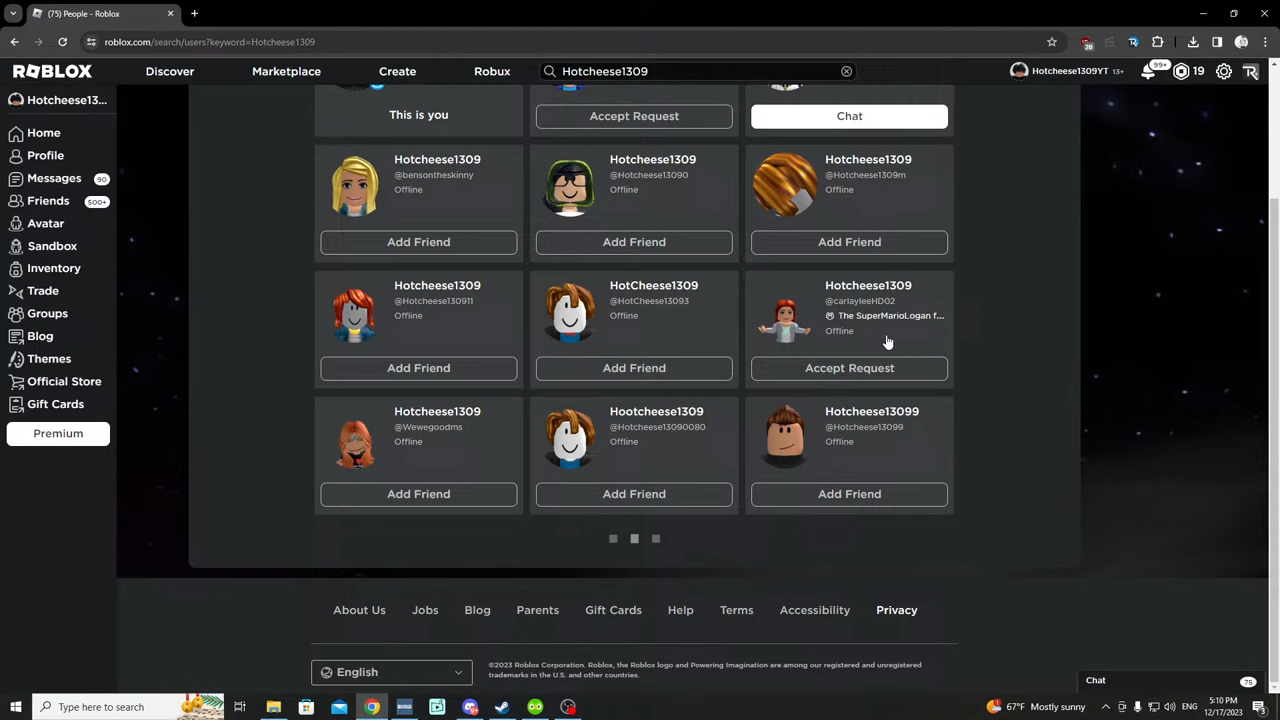 (75) People - Roblox
roblox.com/search/users?keyword=Hotcheese1309
20
ROBLOX
Discover
Marketplace
Create
Robux
Hotcheese1309
Hotcheese1309YT 13+
99+
19
Hotcheese13...
Home
Profile
Messages 90
Friends 500+
Avatar
Sandbox
Inventory
Trade
Groups
Blog
Themes
Official Store
Gift Cards
Premium
This is you
Accept Request
Chat
Hotcheese1309
@bensontheskinny
Offline
Add Friend
Hotcheese1309
@Hotcheese13090
Offline
Add Friend
Hotcheese1309
@Hotcheese1309m
Offline
Add Friend
Hotcheese1309
@Hotcheese130911
Offline
Add Friend
HotCheese1309
@HotCheese13093
Offline
Add Friend
Hotcheese1309
@carlayleeHD02
The SuperMarioLogan f...
Offline
Accept Request
Hotcheese1309
@Wewegoodms
Offline
Add Friend
Hootcheese1309
@Hotcheese13090080
Offline
Add Friend
Hotcheese13099
@Hotcheese13099
Offline
Add Friend
About Us
Jobs
Blog
Parents
Gift Cards
Help
Terms
Accessibility
Privacy
English
©2023 Roblox Corporation. Roblox, the Roblox logo and Powering Imagination are among our registered and unregistered
trademarks in the U.S. and other countries.
Chat 75
Type here to search
67°F Mostly sunny
5:10 PM
12/17/2023